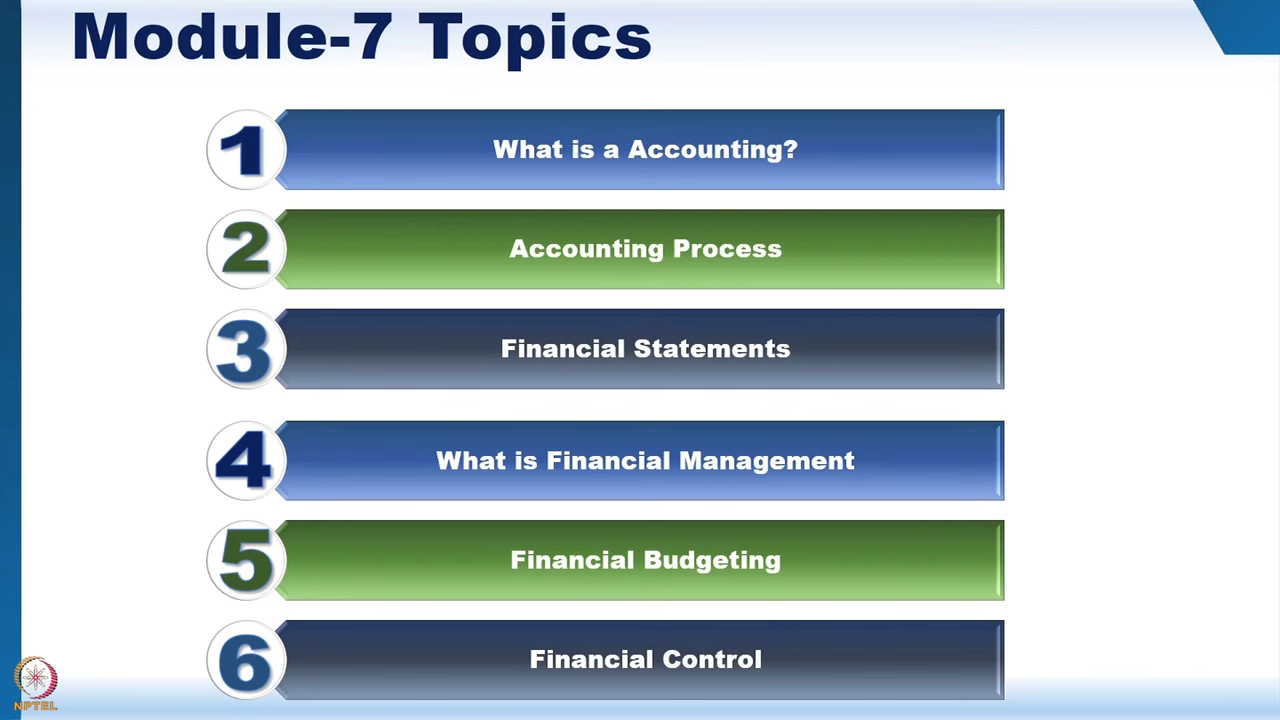 Module-7 Topics
1 What is a Accounting?
2 Accounting Process
3 Financial Statements
4 What is Financial Management
5 Financial Budgeting
6 Financial Control
NPTEL